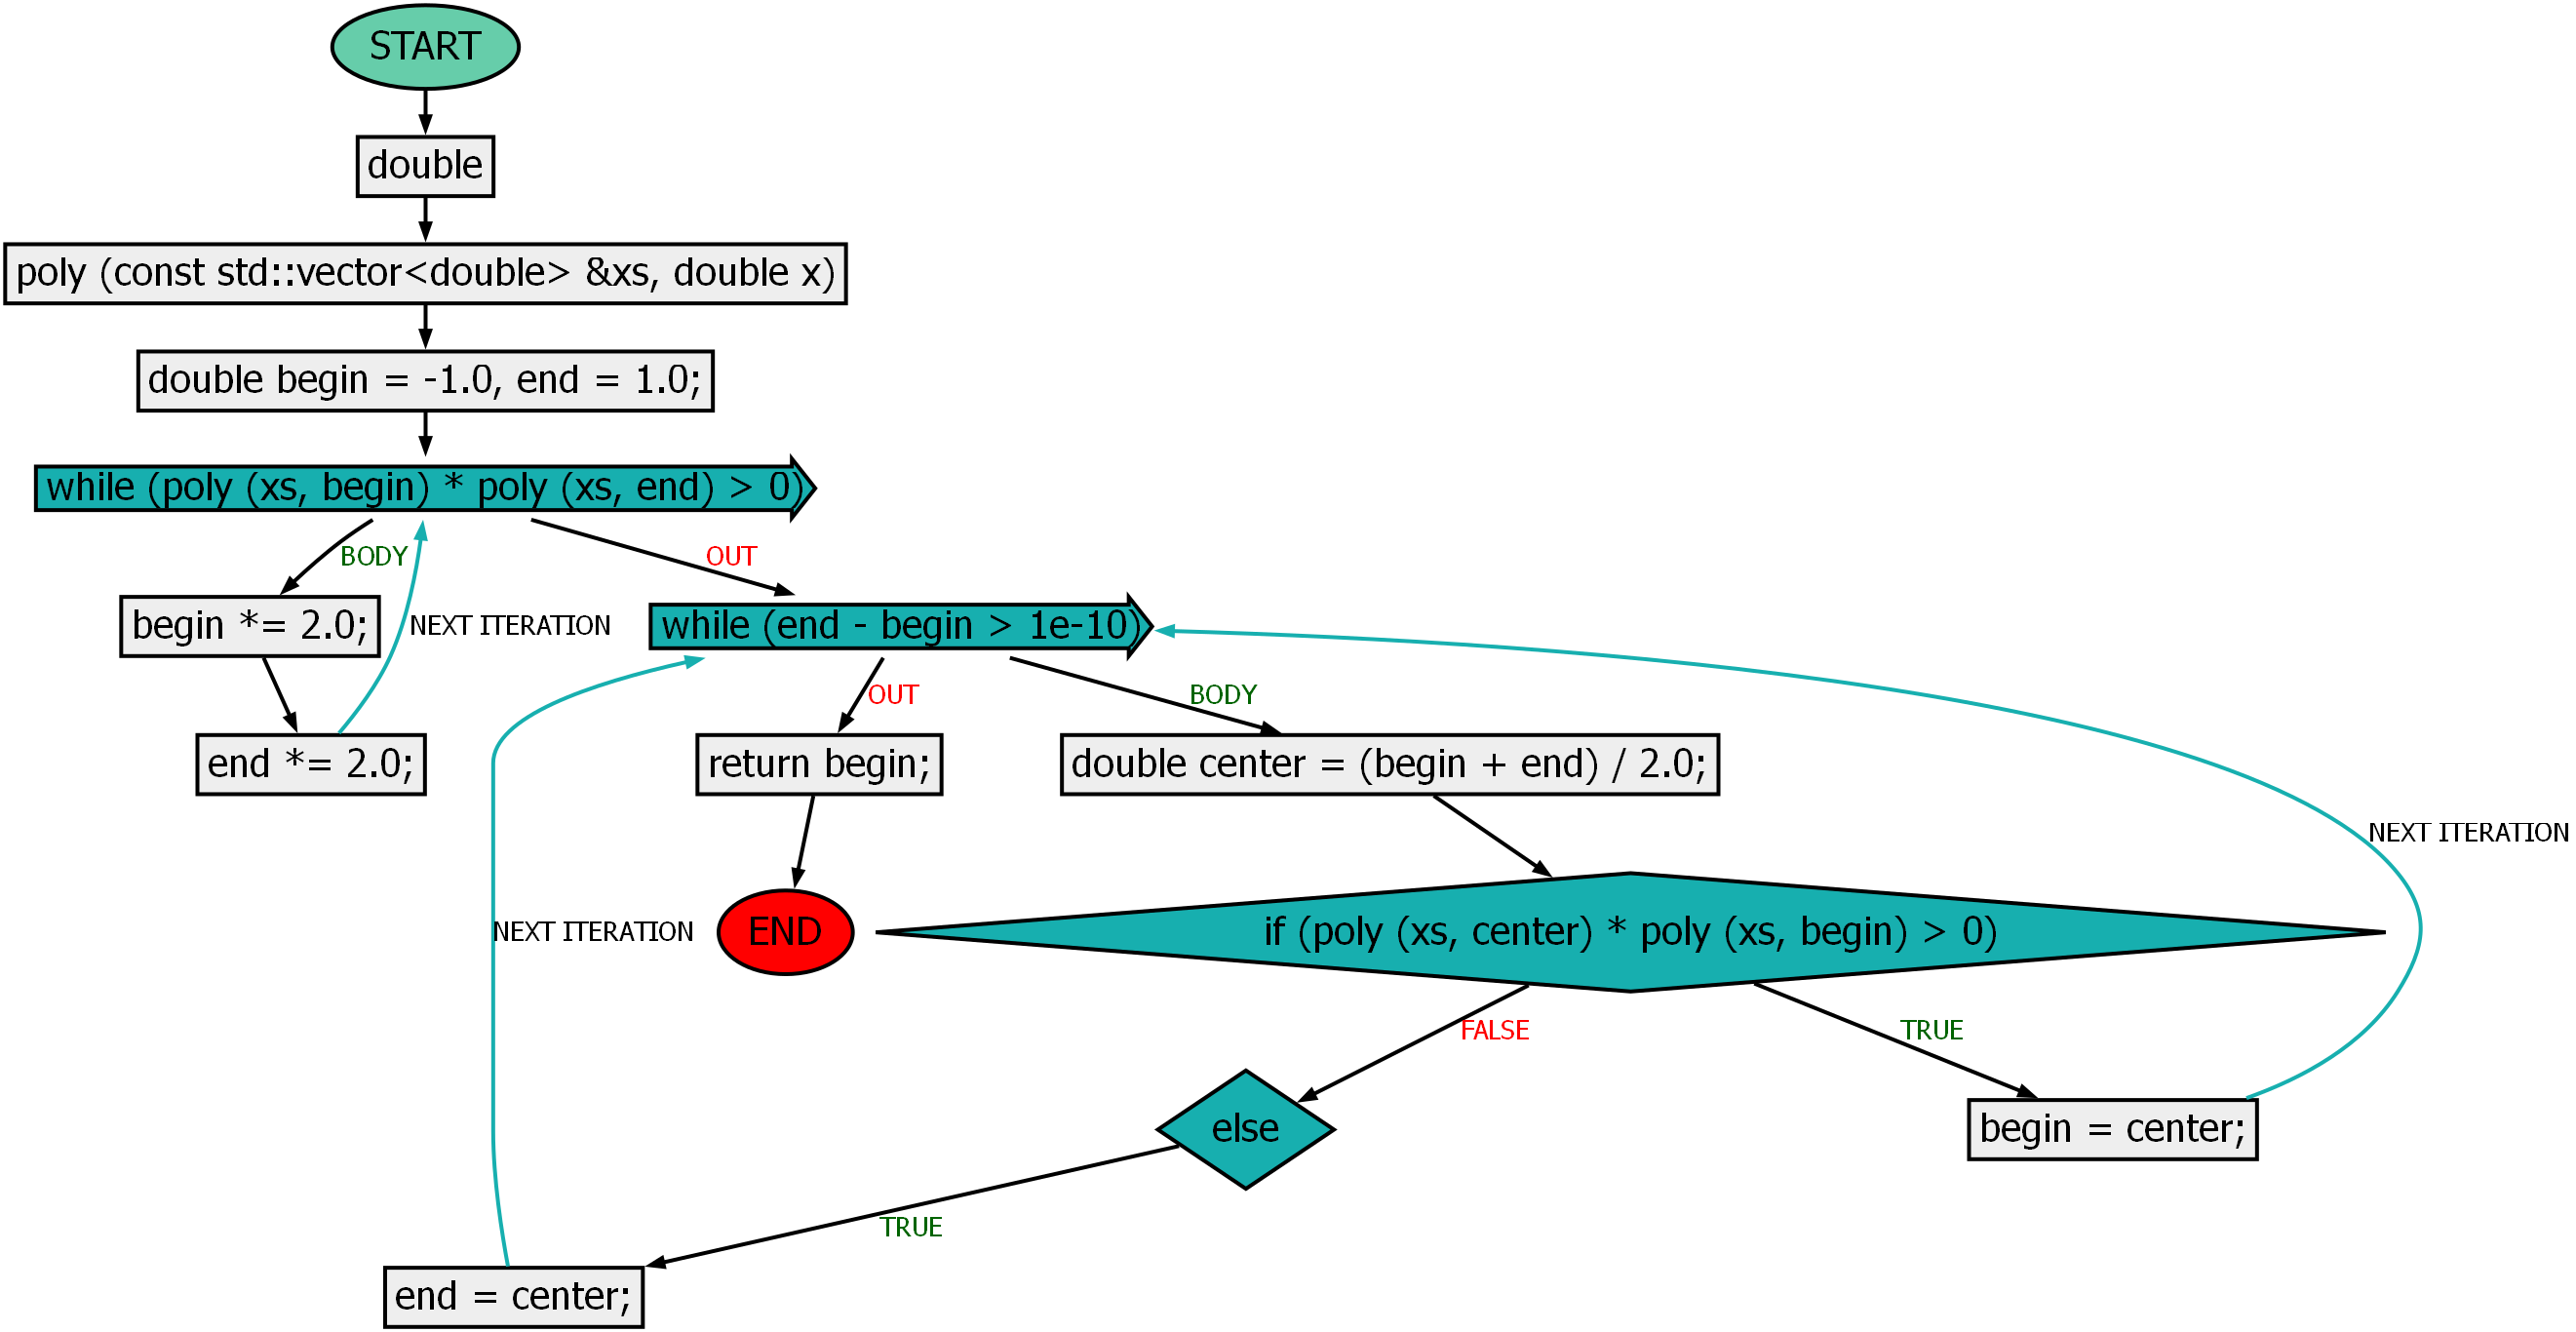 START
double
poly (const std::vector<double> &xs, double x)
double begin = -1.0, end = 1.0;
while (poly (xs, begin) * poly (xs, end) > 0)
BODY
OUT
begin *= 2.0;
NEXT ITERATION
while (end - begin > 1e-10)
OUT
BODY
end *= 2.0;
return begin;
double center = (begin + end) / 2.0;
NEXT ITERATION
NEXT ITERATION
END
if (poly (xs, center) * poly (xs, begin) > 0)
FALSE
TRUE
else
begin = center;
TRUE
end = center;